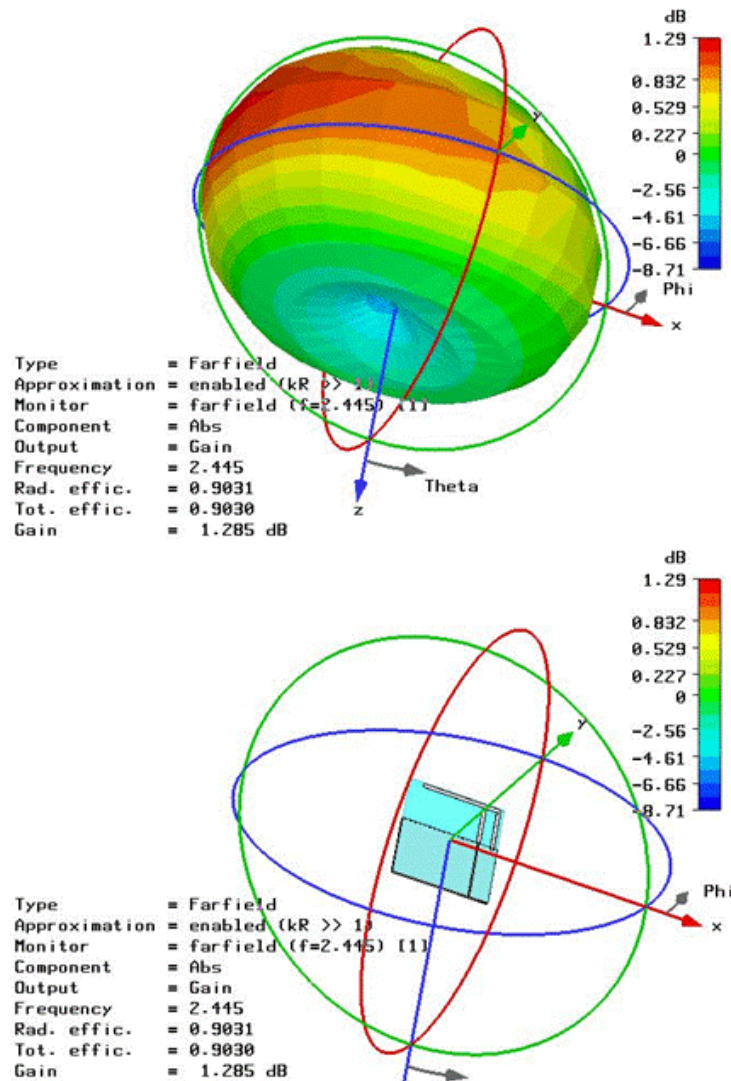 dB
1.29
0.832
0.529
0.227
0
-2.56
-4.61
-6.66
-8.71
y
Phi
x
Type = Farfield
Approximation = enabled (kR >> 1)
Monitor = farfield (f=2.445) [1]
Component = Abs
Output = Gain
Frequency = 2.445
Rad. effic. = 0.9031
Tot. effic. = 0.9030
Gain = 1.285 dB
Theta
z
dB
1.29
0.832
0.529
0.227
0
-2.56
-4.61
-6.66
-8.71
y
Phi
x
Type = Farfield
Approximation = enabled (kR >> 1)
Monitor = farfield (f=2.445) [1]
Component = Abs
Output = Gain
Frequency = 2.445
Rad. effic. = 0.9031
Tot. effic. = 0.9030
Gain = 1.285 dB